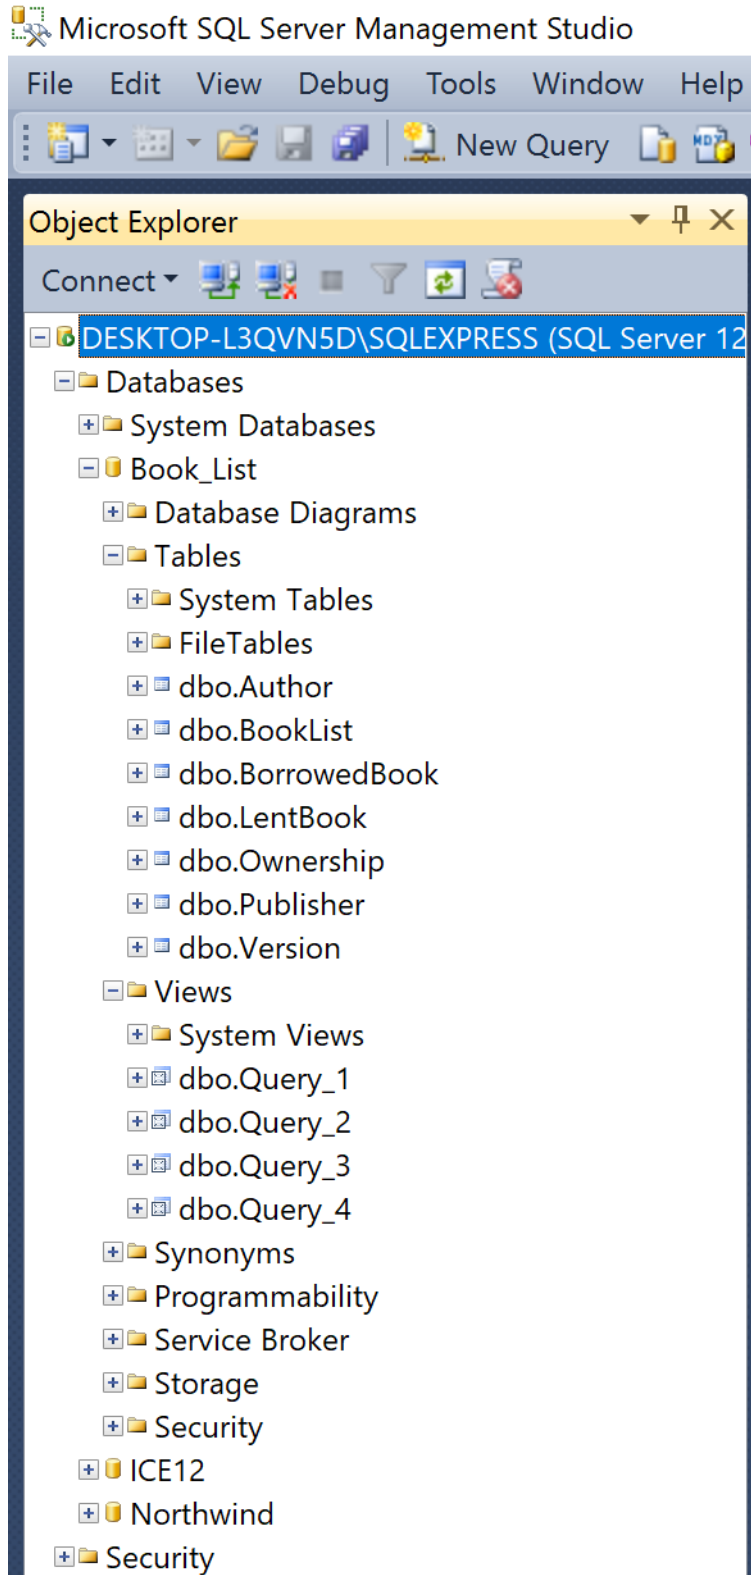 Microsoft SQL Server Management Studio
File Edit View Debug Tools Window Help
New Query MDX
Object Explorer
Connect
DESKTOP-L3QVN5D\SQLEXPRESS (SQL Server 12
Databases
System Databases
Book_List
Database Diagrams
Tables
System Tables
FileTables
dbo.Author
dbo.BookList
dbo.BorrowedBook
dbo.LentBook
dbo.Ownership
dbo.Publisher
dbo.Version
Views
System Views
dbo.Query_1
dbo.Query_2
dbo.Query_3
dbo.Query_4
Synonyms
Programmability
Service Broker
Storage
Security
ICE12
Northwind
Security